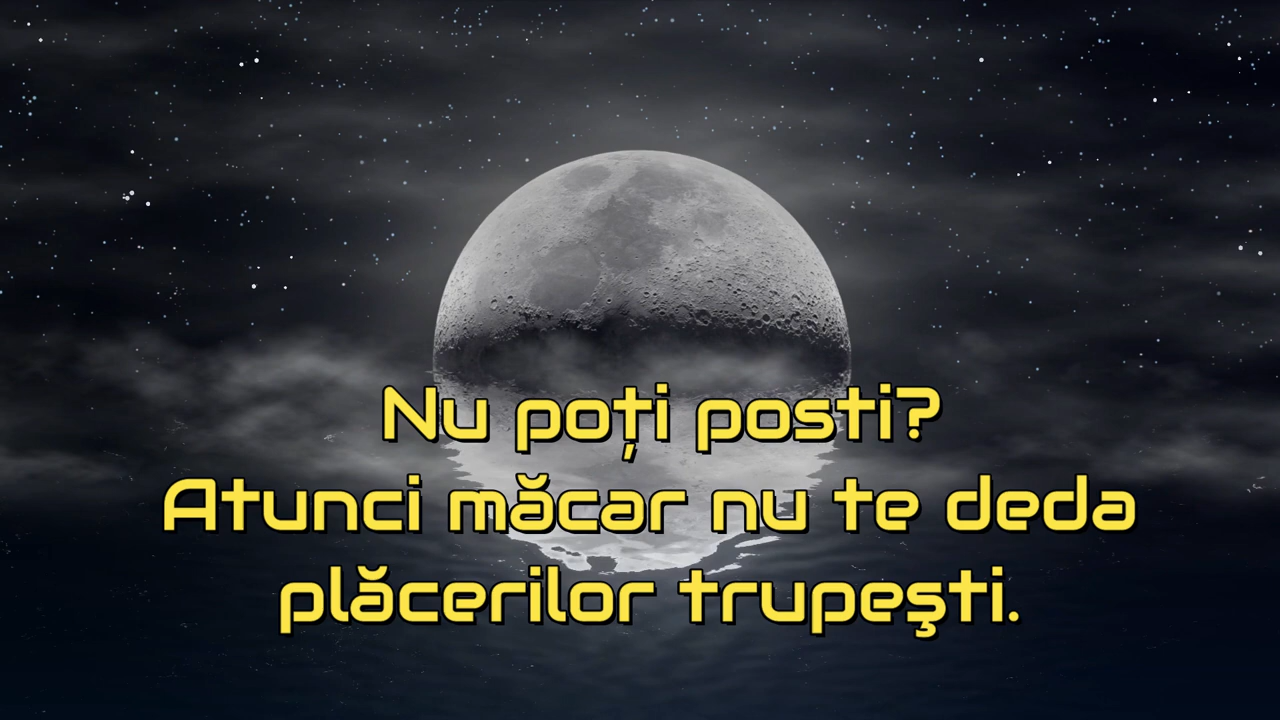 Nu poți posti?
Atunci măcar nu te deda
plăcerilor trupeşti.